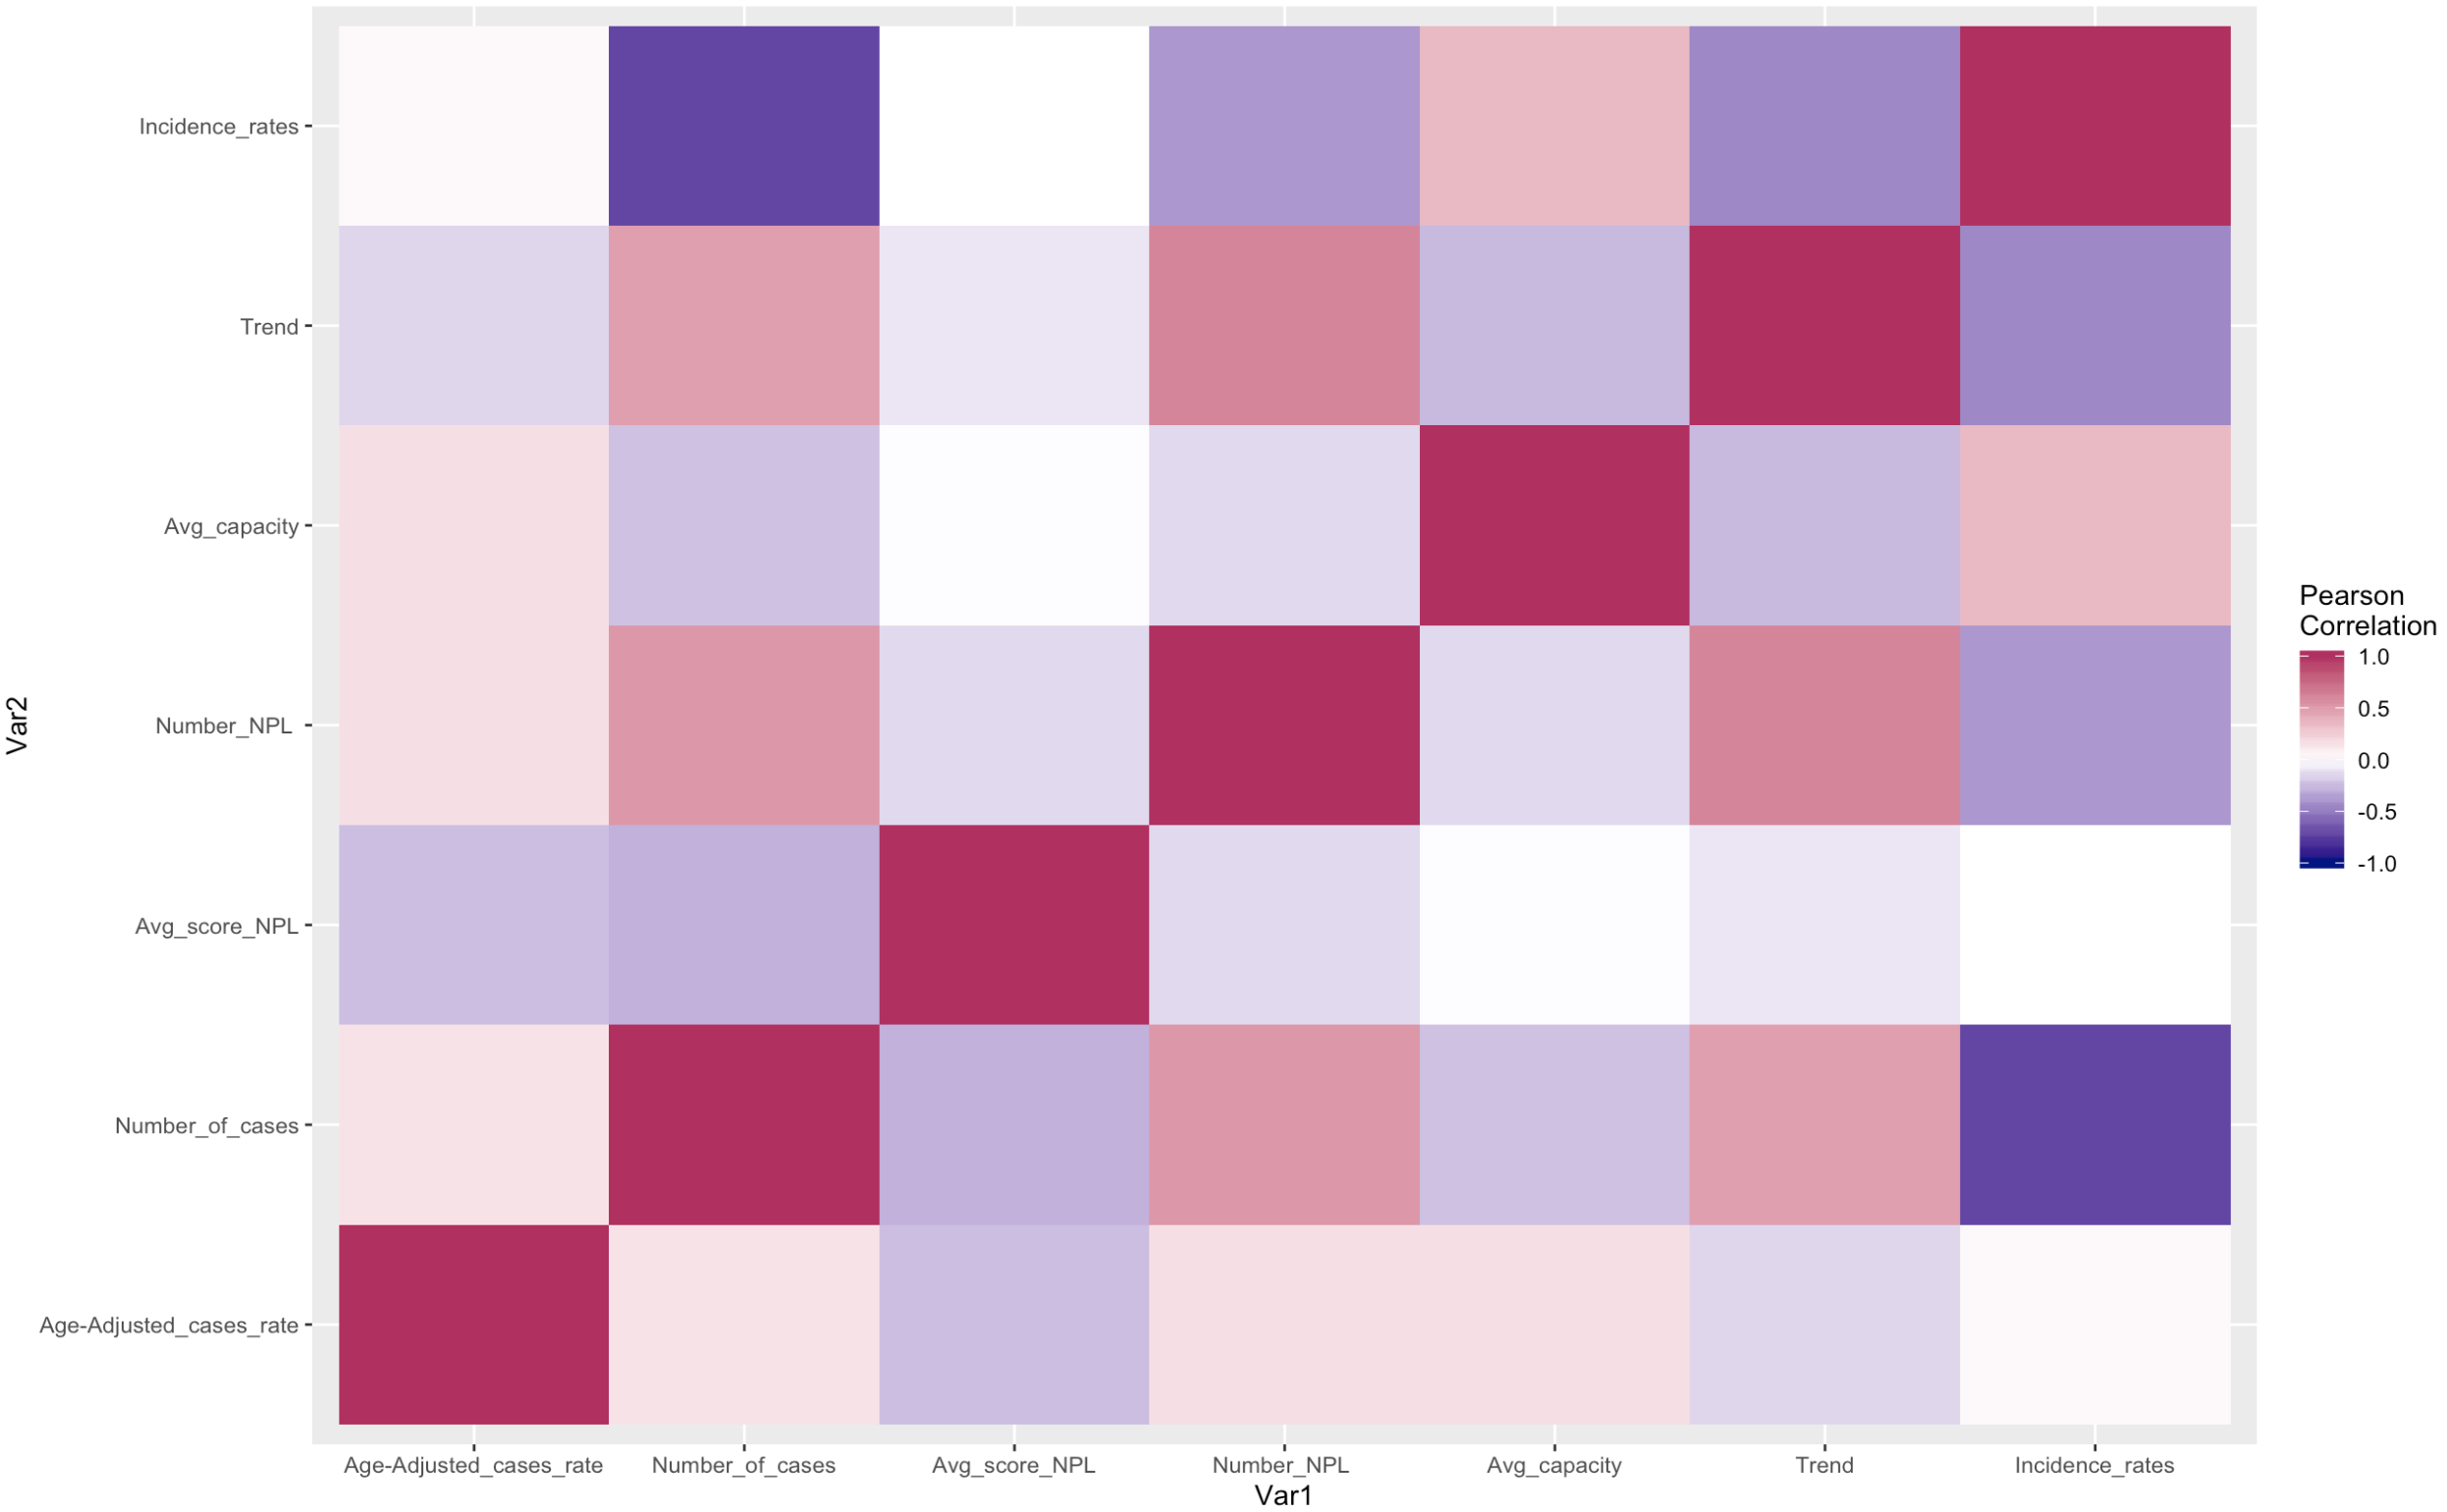 Var2
Incidence_rates
Trend
Avg_capacity
Number_NPL
Avg_score_NPL
Number_of_cases
Age-Adjusted_cases_rate
Age-Adjusted_cases_rate Number_of_cases Avg_score_NPL Number_NPL Avg_capacity Trend Incidence_rates
Var1
Pearson
Correlation
1.0
0.5
0.0
-0.5
-1.0